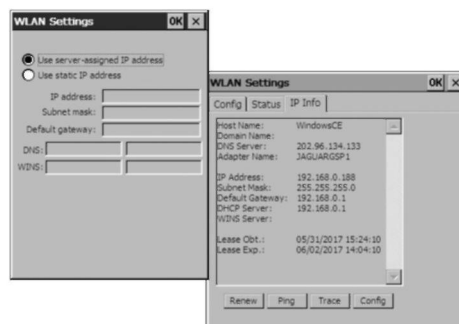 WLAN Settings OK ×
Use server-assigned IP address
Use static IP address
IP address:
Subnet mask:
Default gateway:
DNS:
WINS:
WLAN Settings OK ×
Config Status IP Info
Host Name: WindowsCE
Domain Name:
DNS Server: 202.96.134.133
Adapter Name: JAGUARGSP1
IP Address: 192.168.0.188
Subnet Mask: 255.255.255.0
Default Gateway: 192.168.0.1
DHCP Server: 192.168.0.1
WINS Server:
Lease Obt.: 05/31/2017 15:24:10
Lease Exp.: 06/02/2017 14:04:10
Renew Ping Trace Config